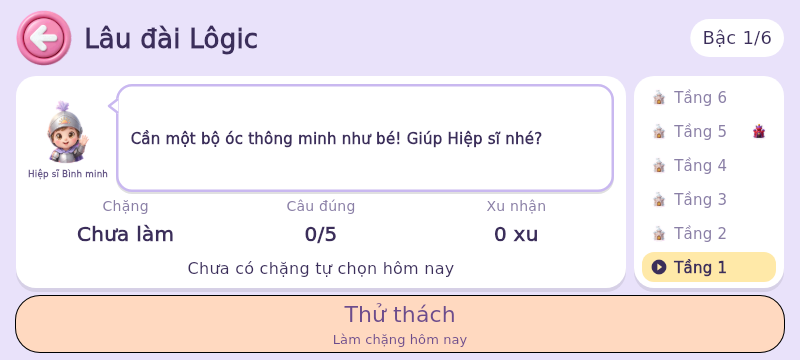 Lâu đài Lôgic
Bậc 1/6
Cần một bộ óc thông minh như bé! Giúp Hiệp sĩ nhé?
Hiệp sĩ Bình minh
Chặng
Câu đúng
Xu nhận
Chưa làm
0/5
0 xu
Chưa có chặng tự chọn hôm nay
Tầng 6
Tầng 5
Tầng 4
Tầng 3
Tầng 2
Tầng 1
Thử thách
Làm chặng hôm nay